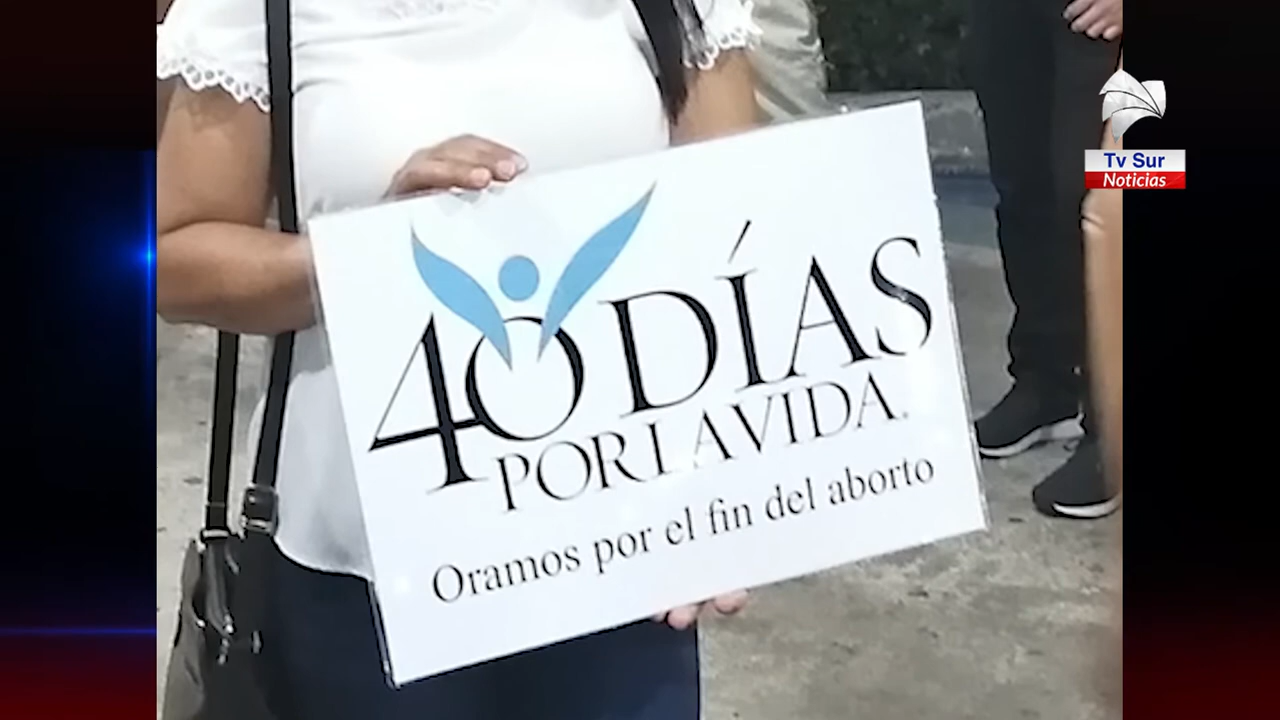 Tv Sur
Noticias
40 DÍAS
POR LA VIDA.
Oramos por el fin del aborto